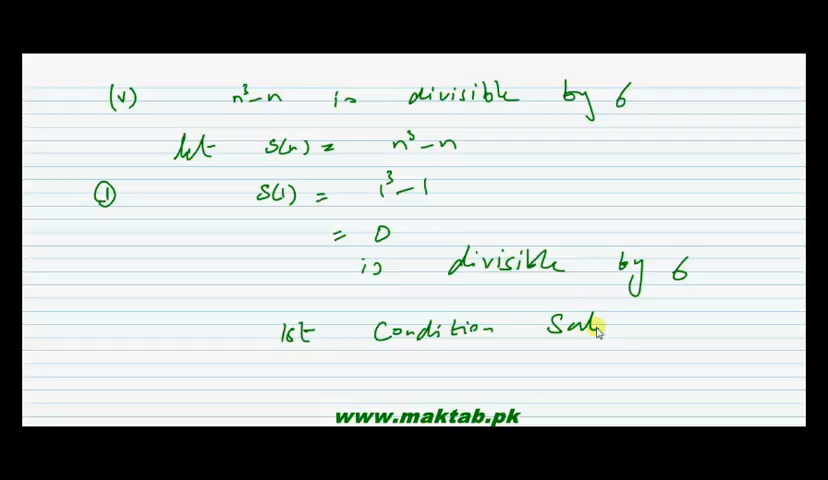 (v) n³-n is divisible by 6
let s(n) = n³-n
① S(1) = 1³-1
= 0
is divisible by 6
1st Condition Sat
www.maktab.pk